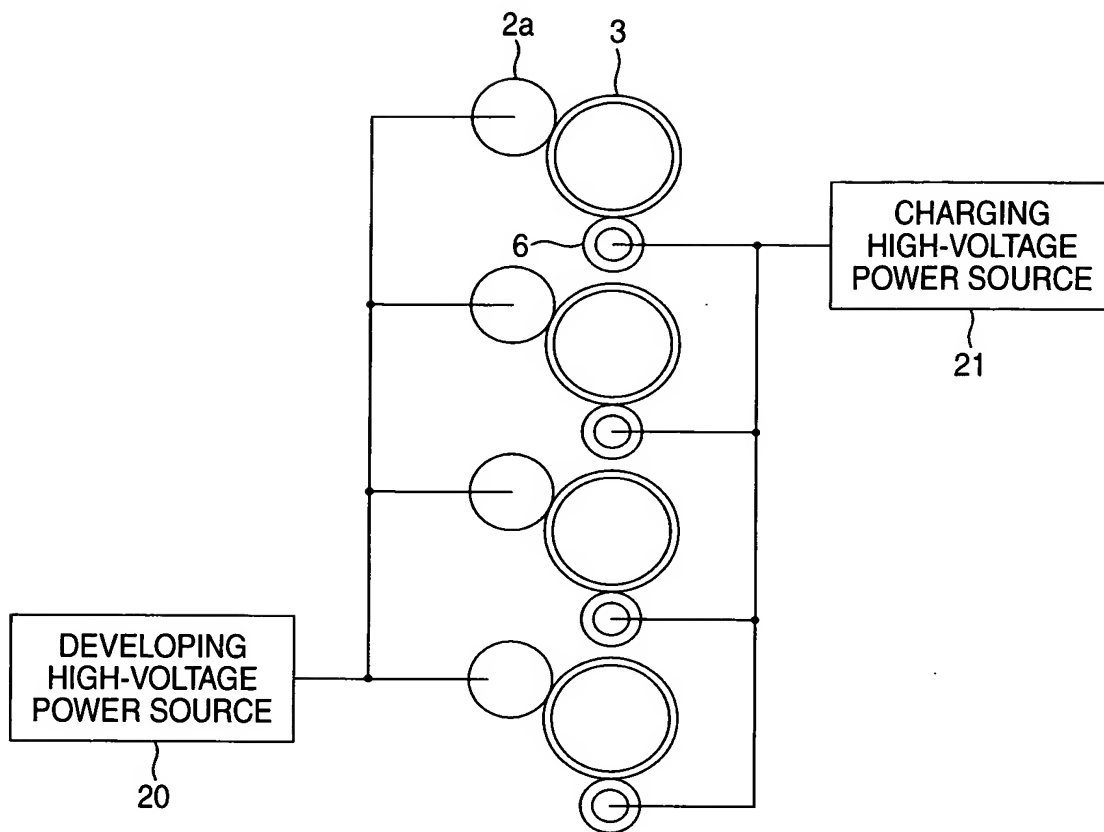 2a
3
6
CHARGING
HIGH-VOLTAGE
POWER SOURCE
21
DEVELOPING
HIGH-VOLTAGE
POWER SOURCE
20